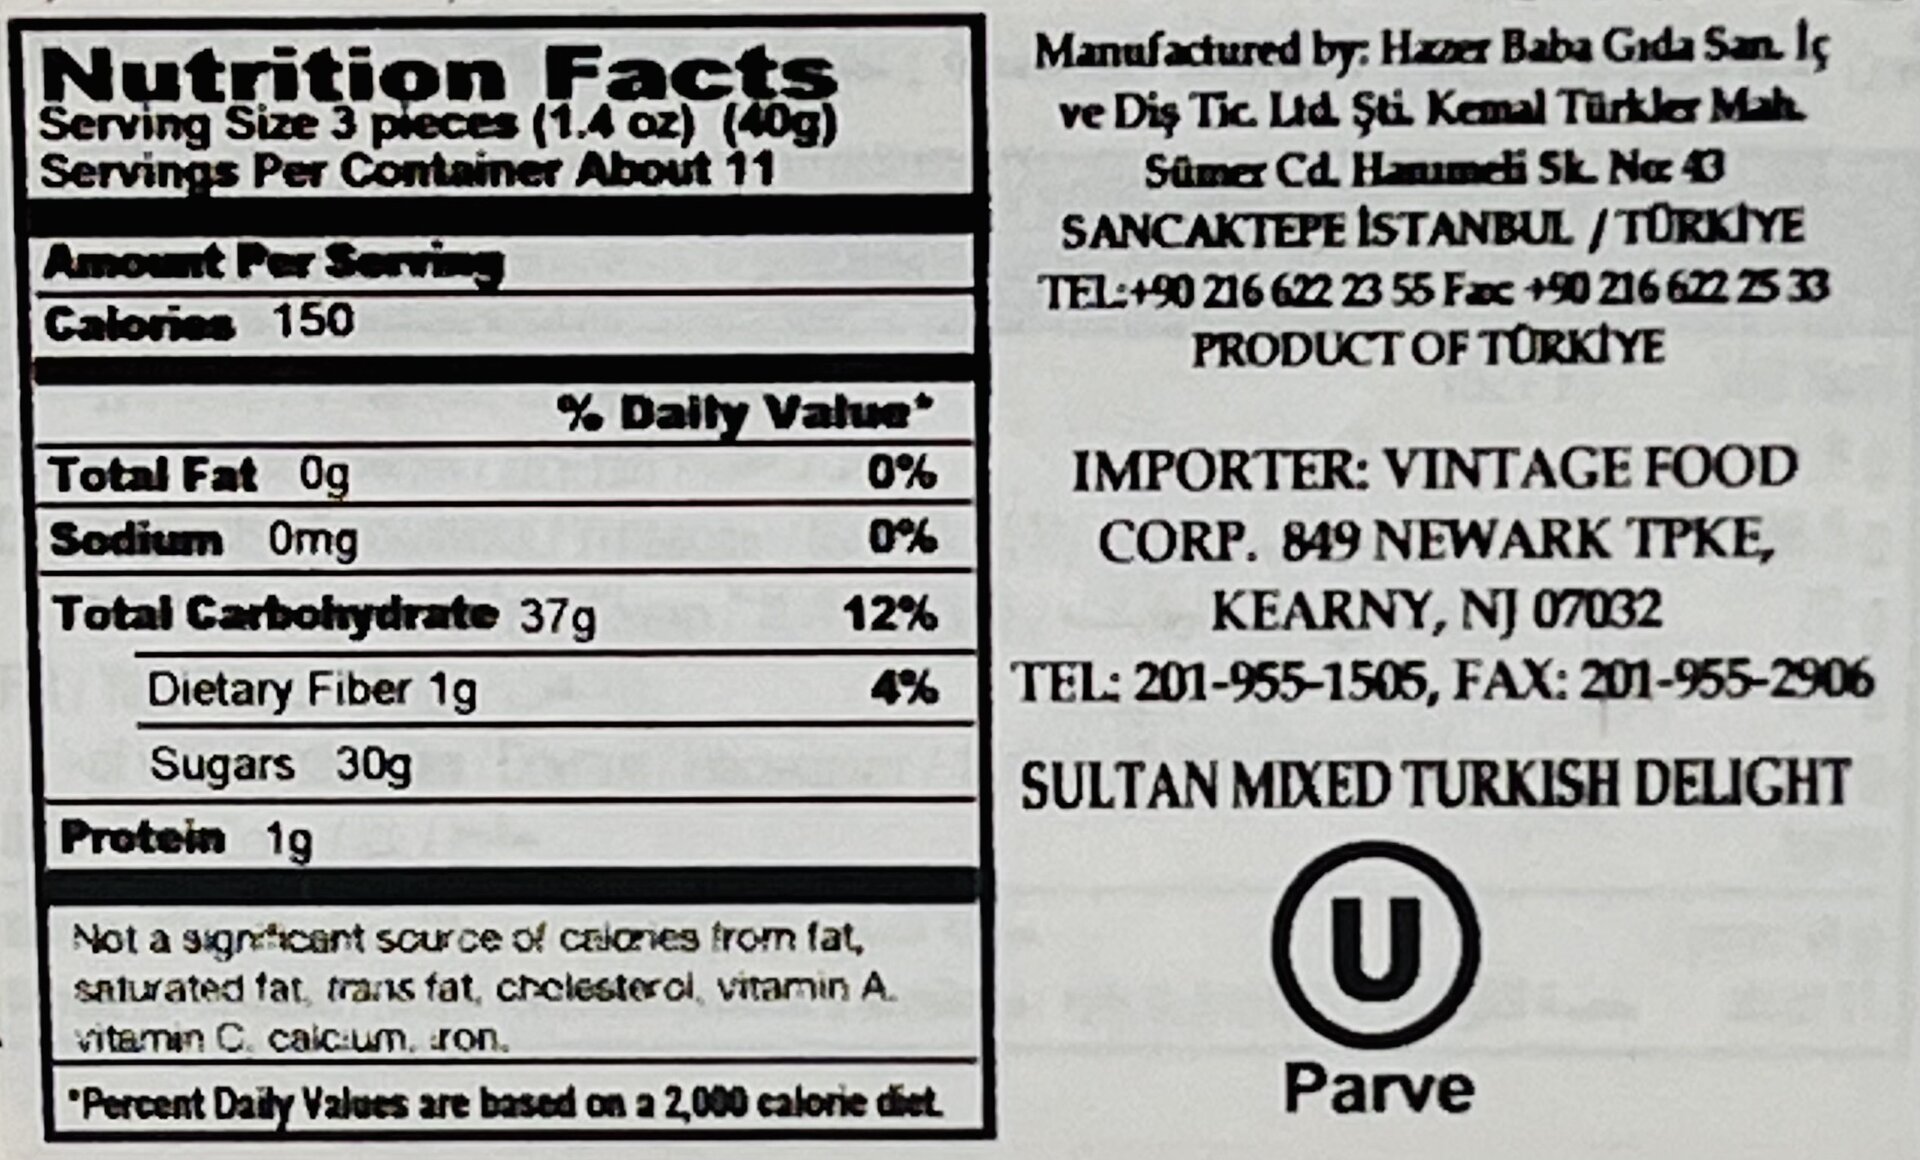 Nutrition Facts
Serving Size 3 pieces (1.4 oz) (40g)
Servings Per Container About 11
Amount Per Serving
Calories 150
% Daily Value*
Total Fat 0g 0%
Sodium 0mg 0%
Total Carbohydrate 37g 12%
Dietary Fiber 1g 4%
Sugars 30g
Protein 1g
Not a significant source of calories from fat,
saturated fat, trans fat, cholesterol, vitamin A,
vitamin C, calcium, iron.
*Percent Daily Values are based on a 2,000 calorie diet.
Manufactured by: Hazer Baba Gıda San. İç
ve Diş Tic. Ltd. Şti. Kemal Türkler Mah.
Sümer Cd. Hanımeli Sk. No: 43
SANCAKTEPE İSTANBUL / TÜRKİYE
TEL:+90 216 622 23 55 Fax: +90 216 622 25 33
PRODUCT OF TÜRKİYE
IMPORTER: VINTAGE FOOD
CORP. 849 NEWARK TPKE,
KEARNY, NJ 07032
TEL: 201-955-1505, FAX: 201-955-2906
SULTAN MIXED TURKISH DELIGHT
U
Parve